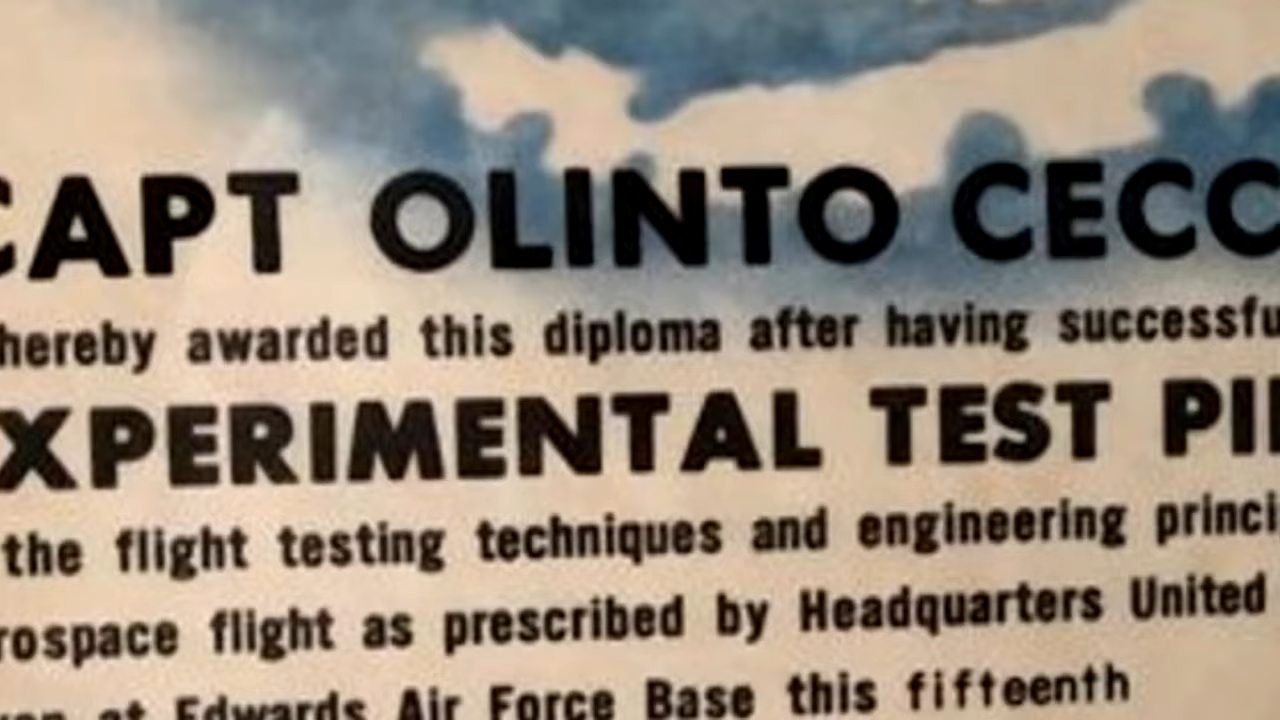 CAPT OLINTO CECC
hereby awarded this diploma after having successfu
XPERIMENTAL TEST PI
the flight testing techniques and engineering princi
rospace flight as prescribed by Headquarters United
at Edwards Air Force Base this fifteenth